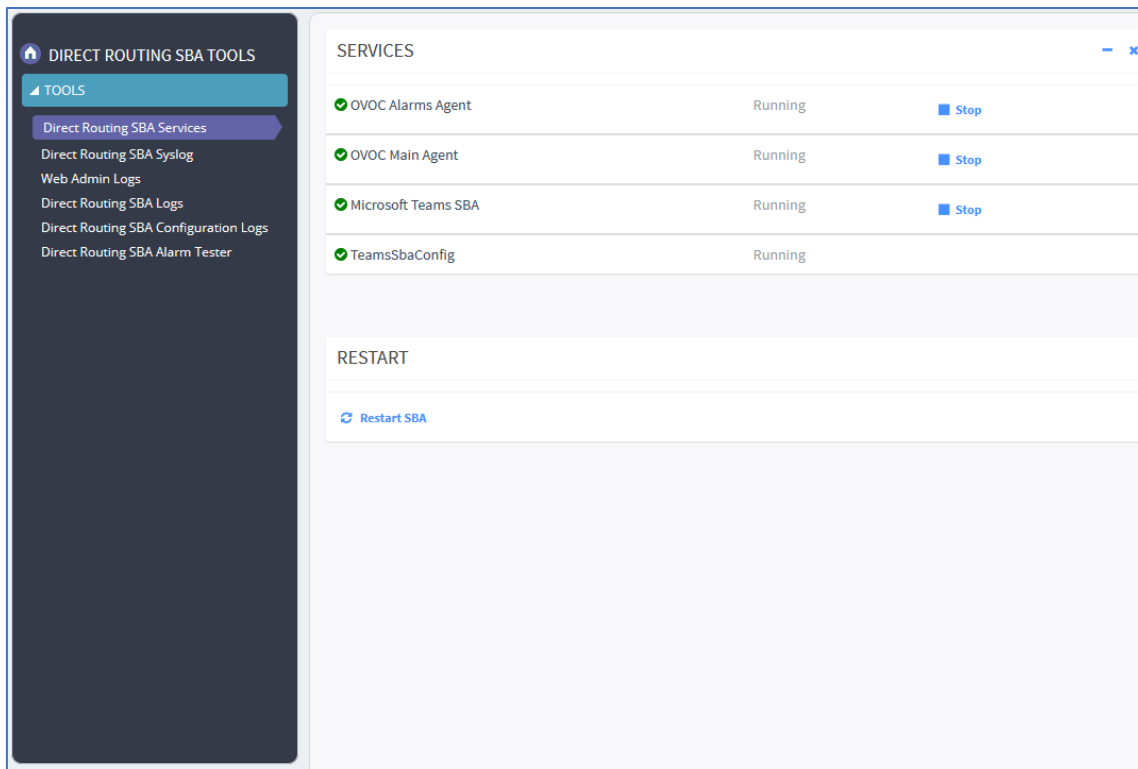 DIRECT ROUTING SBA TOOLS
TOOLS
Direct Routing SBA Services
Direct Routing SBA Syslog
Web Admin Logs
Direct Routing SBA Logs
Direct Routing SBA Configuration Logs
Direct Routing SBA Alarm Tester
SERVICES
OVOC Alarms Agent Running Stop
OVOC Main Agent Running Stop
Microsoft Teams SBA Running Stop
TeamsSbaConfig Running
RESTART
Restart SBA